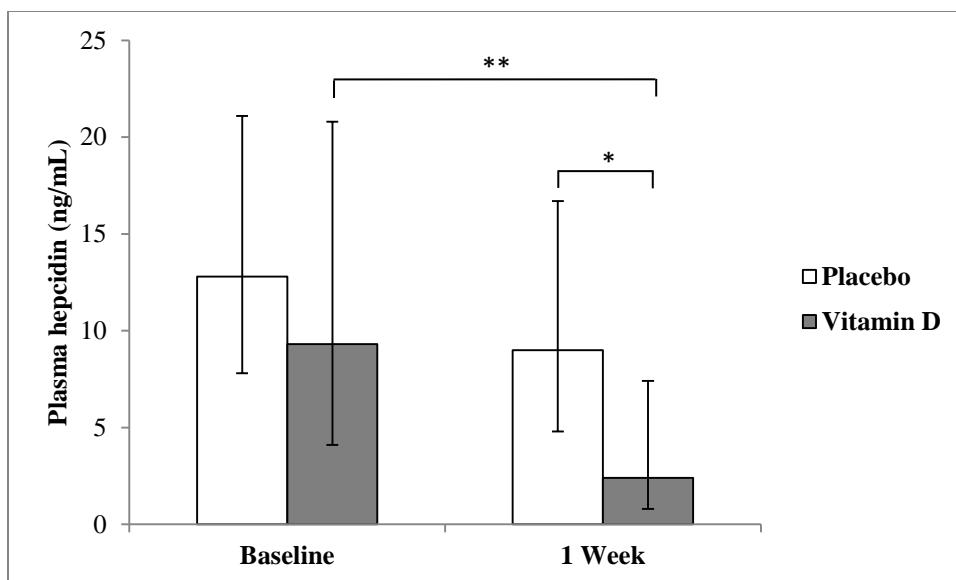 25
20
15
10
5
0
Plasma hepcidin (ng/mL)
**
*
Placebo
Vitamin D
Baseline
1 Week